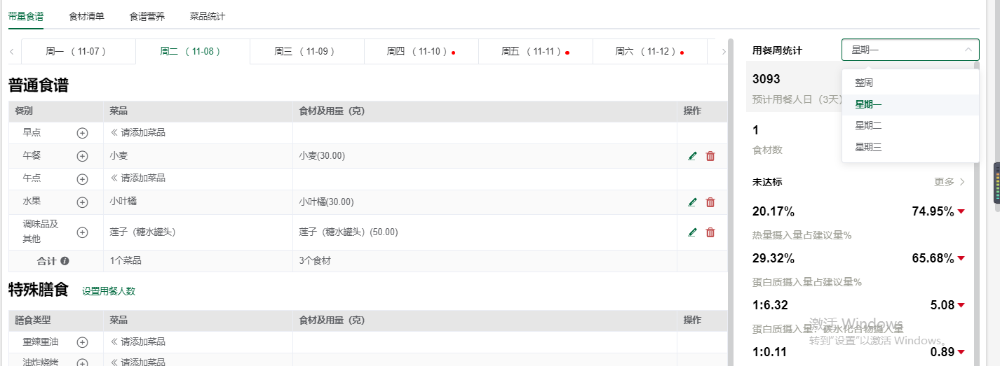 带量食谱 食材清单 食谱营养 菜品统计
周一 （ 11-07 ） 周二 （ 11-08 ） 周三 （ 11-09 ） 周四 （ 11-10 ） 周五 （ 11-11 ） 周六 （ 11-12 ）
普通食谱
餐别 菜品 食材及用量（克） 操作
早点 请添加菜品
午餐 小麦 小麦(30.00)
午点 请添加菜品
水果 小叶橘 小叶橘(30.00)
调味品及
其他 莲子（糖水罐头） 莲子（糖水罐头）(50.00)
合计 1个菜品 3个食材
特殊膳食 设置用餐人数
膳食类型 菜品 食材及用量（克） 操作
重辣重油 请添加菜品
油炸烧烤 请添加菜品
用餐周统计 星期一
整周
星期一
星期二
星期三
3093
预计用餐人日（3天）
1
食材数
未达标 更多
20.17% 74.95%
热量摄入量占建议量%
29.32% 65.68%
蛋白质摄入量占建议量%
1:6.32 5.08
蛋白质摄入量：碳水化合物摄入量
1:0.11 0.89
激活 Windows
转到“设置”以激活 Windows。